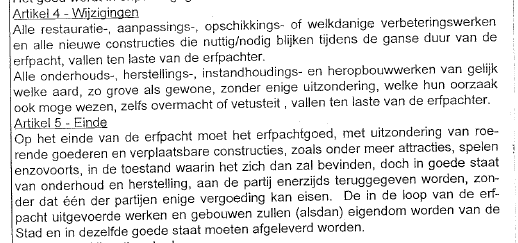 Artikel 4 - Wijzigingen
Alle restauratie-, aanpassings-, opschikkings- of welkdanige verbeteringswerken
en alle nieuwe constructies die nuttig/nodig blijken tijdens de ganse duur van de
erfpacht, vallen ten laste van de erfpachter.
Alle onderhouds-, herstellings-, instandhoudings- en heropbouwwerken van gelijk
welke aard, zo grove als gewone, zonder enige uitzondering, welke hun oorzaak
ook moge wezen, zelfs overmacht of vetusteit , vallen ten laste van de erfpachter.
Artikel 5 - Einde
Op het einde van de erfpacht moet het erfpachtgoed, met uitzondering van roe-
rende goederen en verplaatsbare constructies, zoals onder meer attracties, spelen
enzovoorts, in de toestand waarin het zich dan zal bevinden, doch in goede staat
van onderhoud en herstelling, aan de partij enerzijds teruggegeven worden, zon-
der dat één der partijen enige vergoeding kan eisen. De in de loop van de erf-
pacht uitgevoerde werken en gebouwen zullen (alsdan) eigendom worden van de
Stad en in dezelfde goede staat moeten afgeleverd worden.